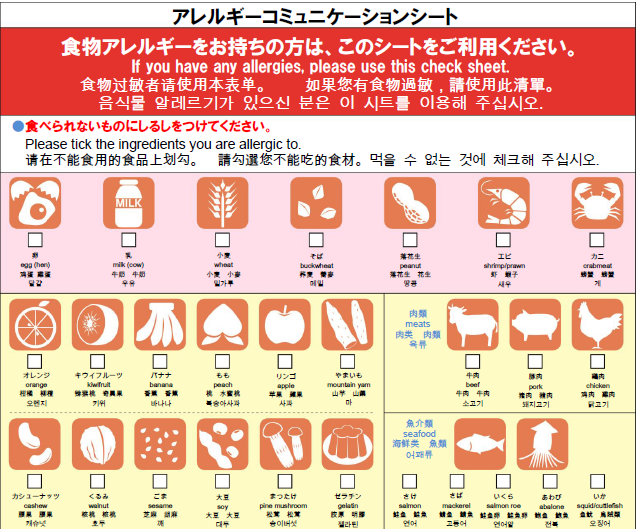 アレルギーコミュニケーションシート
食物アレルギーをお持ちの方は、このシートをご利用ください。
If you have any allergies, please use this check sheet.
食物过敏者请使用本表单。 如果您有食物過敏，請使用此清單。
음식물 알레르기가 있으신 분은 이 시트를 이용해 주십시오.
●食べられないものにしるしをつけてください。
Please tick the ingredients you are allergic to.
请在不能食用的食品上划勾。 請勾選您不能吃的食材。먹을 수 없는 것에 체크해 주십시오.
MILK
卵
egg (hen)
鸡蛋 雞蛋
달걀
乳
milk (cow)
牛奶 牛奶
우유
小麦
wheat
小麦 小麥
밀가루
そば
buckwheat
荞麦 蕎麥
메밀
落花生
peanut
落花生 花生
땅콩
エビ
shrimp/prawn
虾 蝦子
새우
カニ
crabmeat
螃蟹 螃蟹
게
オレンジ
orange
柑橘 柳橙
오렌지
キウィフルーツ
kiwifruit
猕猴桃 奇異果
키위
バナナ
banana
香蕉 香蕉
바나나
もも
peach
桃 水蜜桃
복숭아사과
リンゴ
apple
苹果 蘋果
사과
やまいも
mountain yam
山芋 山藥
마
肉類
meats
肉类 肉類
육류
牛肉
beef
牛肉 牛肉
소고기
豚肉
pork
猪肉 豬肉
돼지고기
鶏肉
chicken
鸡肉 雞肉
닭고기
カシューナッツ
cashew
腰果 腰果
캐슈넛
くるみ
walnut
核桃 核桃
호두
ごま
sesame
芝麻 胡麻
깨
大豆
soy
大豆 大豆
대두
まつたけ
pine mushroom
松茸 松茸
송이버섯
ゼラチン
gelatin
胶原 明膠
젤라틴
魚介類
seafood
海鲜类 魚類
어패류
さけ
salmon
鲑鱼 鮭魚
연어
さば
mackerel
鲭鱼 鯖魚
고등어
いくら
salmon roe
鲑鱼卵 鮭魚卵
연어알
あわび
abalone
鲍鱼 鮑魚
전복
いか
squid/cuttlefish
鱿鱼 烏賊類
오징어